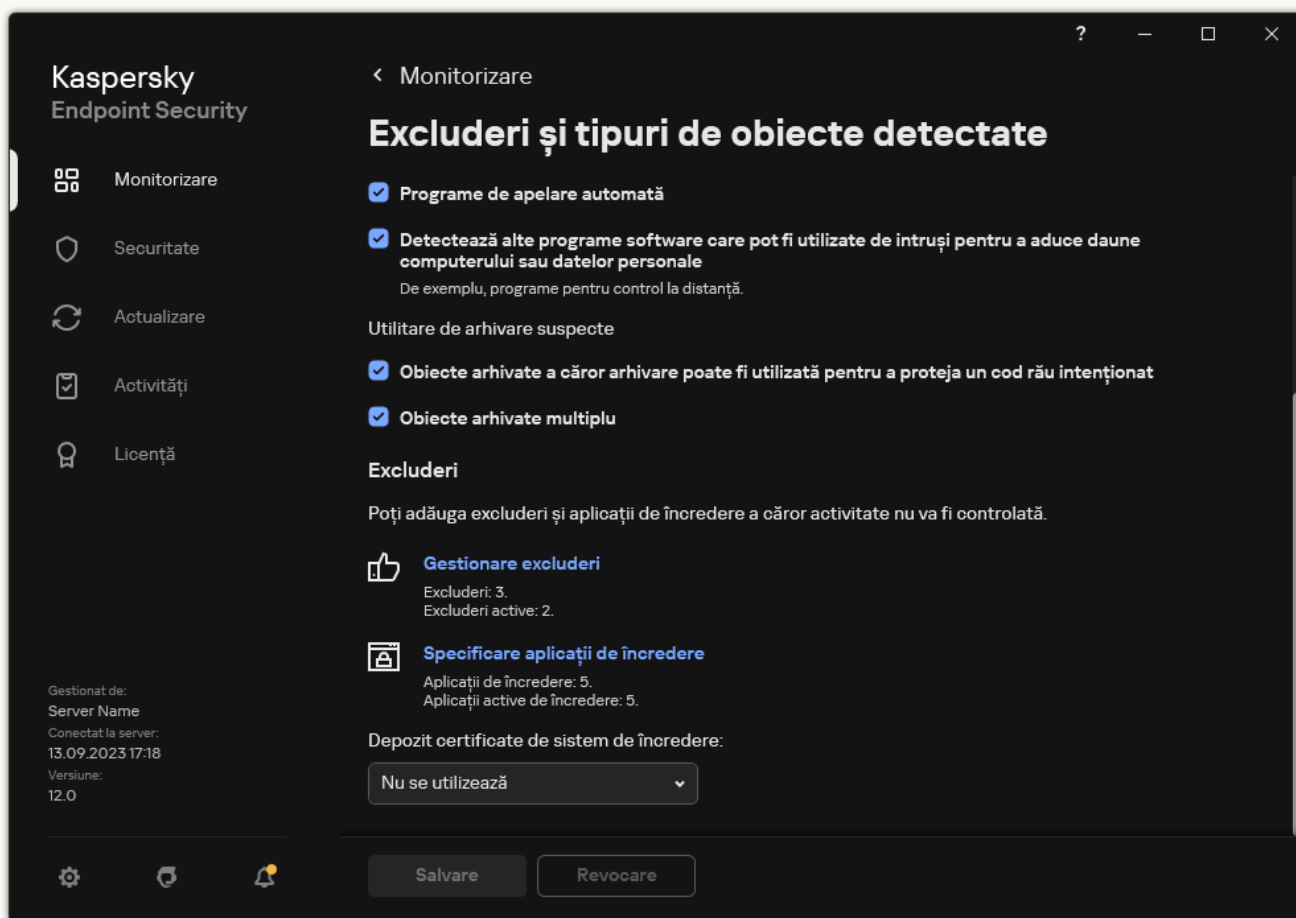 ?
Kaspersky
Endpoint Security
Monitorizare
Securitate
Actualizare
Activități
Licență
Gestionat de:
Server Name
Conectat la server:
13.09.2023 17:18
Versiune:
12.0
Monitorizare
Excluderi și tipuri de obiecte detectate
Programe de apelare automată
Detectează alte programe software care pot fi utilizate de intruși pentru a aduce daune
computerului sau datelor personale
De exemplu, programe pentru control la distanță.
Utilitare de arhivare suspecte
Obiecte arhivate a căror arhivare poate fi utilizată pentru a proteja un cod rău intenționat
Obiecte arhivate multiplu
Excluderi
Poți adăuga excluderi și aplicații de încredere a căror activitate nu va fi controlată.
Gestionare excluderi
Excluderi: 3.
Excluderi active: 2.
Specificare aplicații de încredere
Aplicații de încredere: 5.
Aplicații active de încredere: 5.
Depozit certificate de sistem de încredere:
Nu se utilizează
Salvare
Revocare